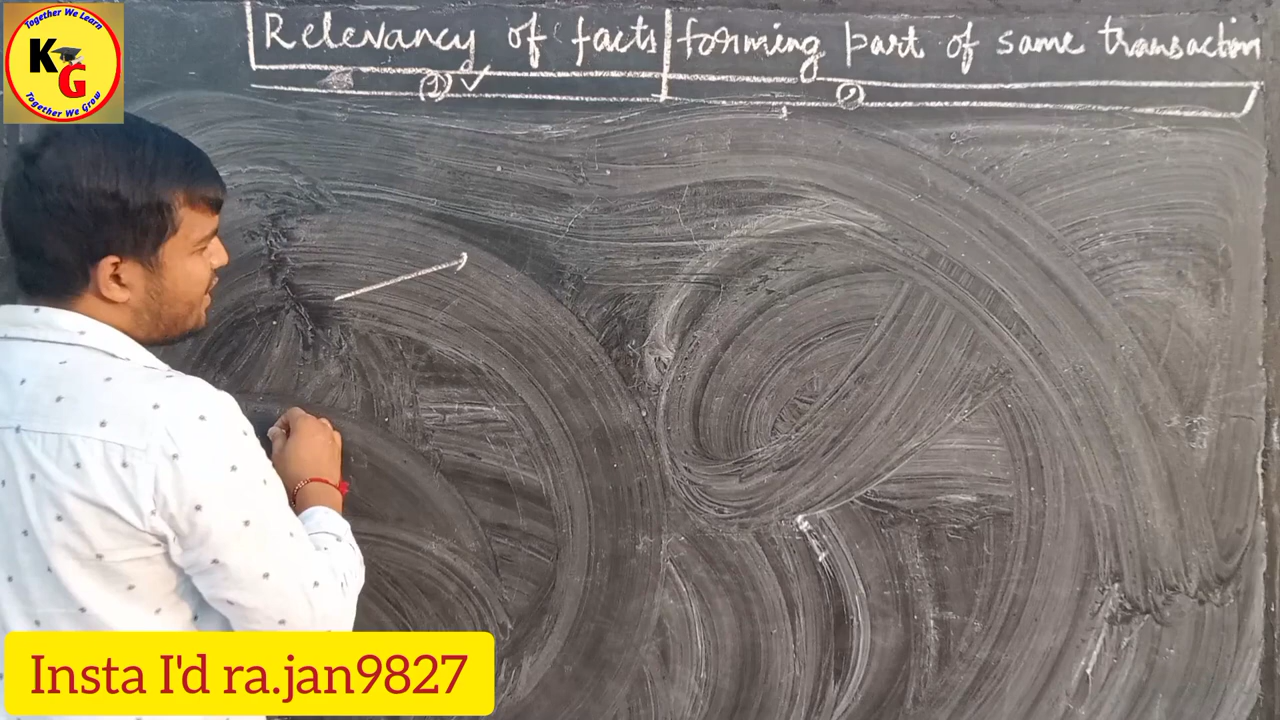 Together We Learn
KG
Together We Grow
Relevancy of facts forming part of same transaction
(1) ✓
Insta I'd ra.jan9827